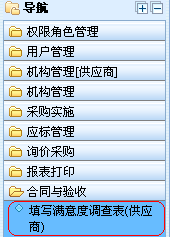 导航
权限角色管理
用户管理
机构管理[供应商]
机构管理
采购实施
应标管理
询价采购
报表打印
合同与验收
填写满意度调查表(供应
商)